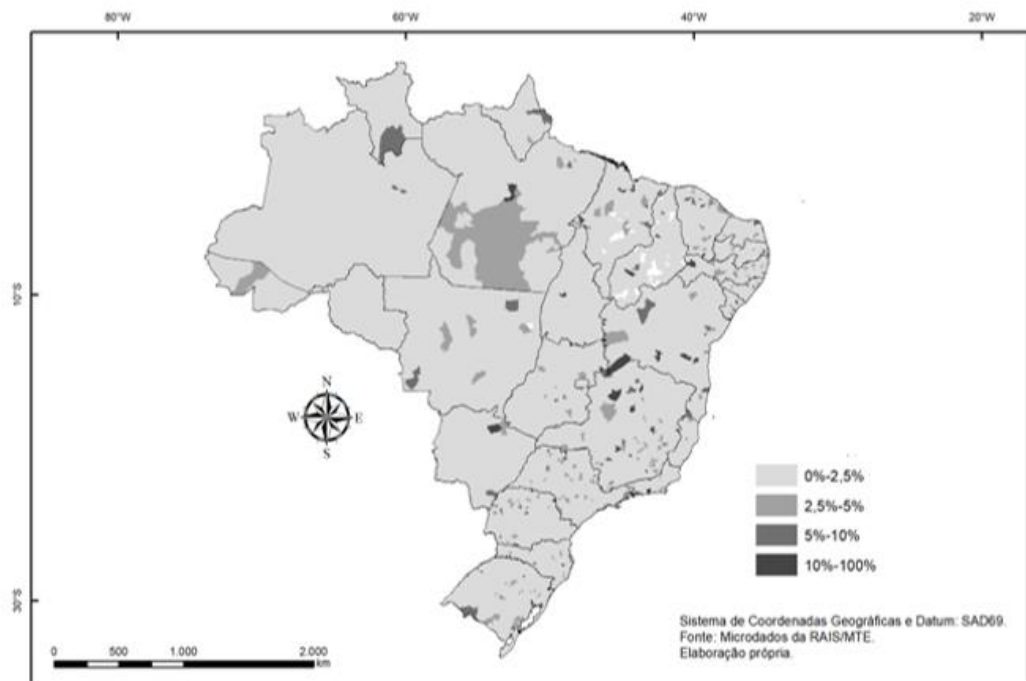 80°W 60°W 40°W 20°W
10°S
N
W E
S
0%-2,5%
2,5%-5%
5%-10%
10%-100%
30°S
Sistema de Coordenadas Geográficas e Datum: SAD69.
Fonte: Microdados da RAIS/MTE.
Elaboração própria.
0 500 1.000 2.000
km